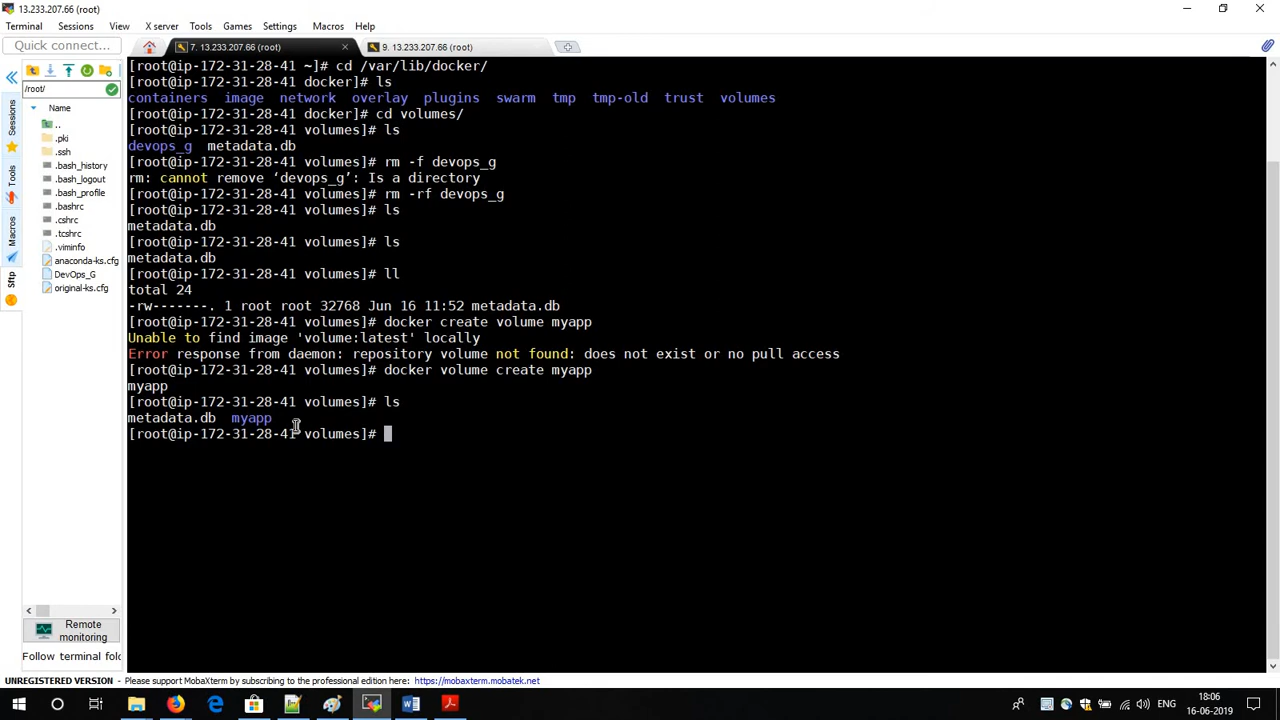 13.233.207.66 (root)
Terminal Sessions View X server Tools Games Settings Macros Help
Quick connect...
7. 13.233.207.66 (root)
9. 13.233.207.66 (root)
/root/
Name
..
.pki
.ssh
.bash_history
.bash_logout
.bash_profile
.bashrc
.cshrc
.tcshrc
.viminfo
anaconda-ks.cfg
DevOps_G
original-ks.cfg
Sessions
Tools
Macros
Sftp
Remote
monitoring
Follow terminal fold
[root@ip-172-31-28-41 ~]# cd /var/lib/docker/
[root@ip-172-31-28-41 docker]# ls
containers image network overlay plugins swarm tmp tmp-old trust volumes
[root@ip-172-31-28-41 docker]# cd volumes/
[root@ip-172-31-28-41 volumes]# ls
devops_g metadata.db
[root@ip-172-31-28-41 volumes]# rm -f devops_g
rm: cannot remove ‘devops_g’: Is a directory
[root@ip-172-31-28-41 volumes]# rm -rf devops_g
[root@ip-172-31-28-41 volumes]# ls
metadata.db
[root@ip-172-31-28-41 volumes]# ls
metadata.db
[root@ip-172-31-28-41 volumes]# ll
total 24
-rw-------. 1 root root 32768 Jun 16 11:52 metadata.db
[root@ip-172-31-28-41 volumes]# docker create volume myapp
Unable to find image 'volume:latest' locally
Error response from daemon: repository volume not found: does not exist or no pull access
[root@ip-172-31-28-41 volumes]# docker volume create myapp
myapp
[root@ip-172-31-28-41 volumes]# ls
metadata.db myapp
[root@ip-172-31-28-41 volumes]#
UNREGISTERED VERSION - Please support MobaXterm by subscribing to the professional edition here: https://mobaxterm.mobatek.net
ENG
18:06
16-06-2019